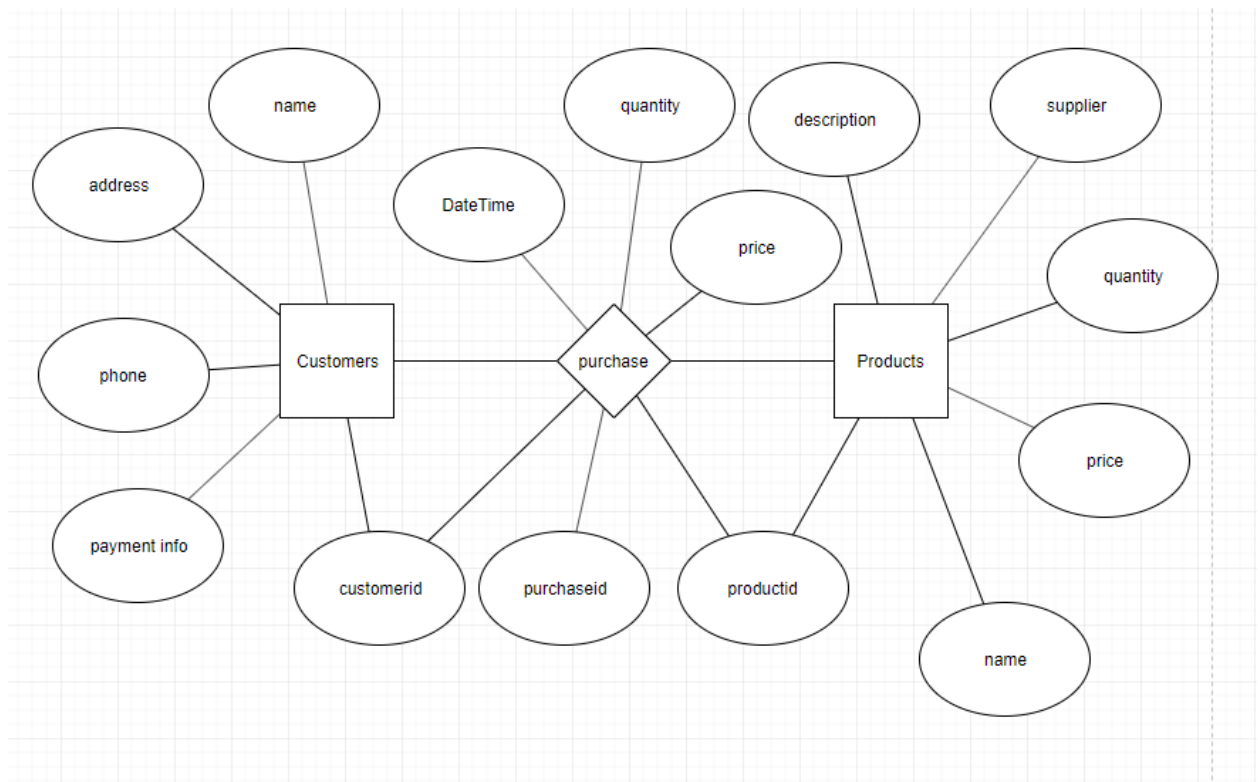 name
quantity
description
supplier
address
DateTime
price
quantity
Customers
purchase
Products
phone
price
payment info
customerid
purchaseid
productid
name